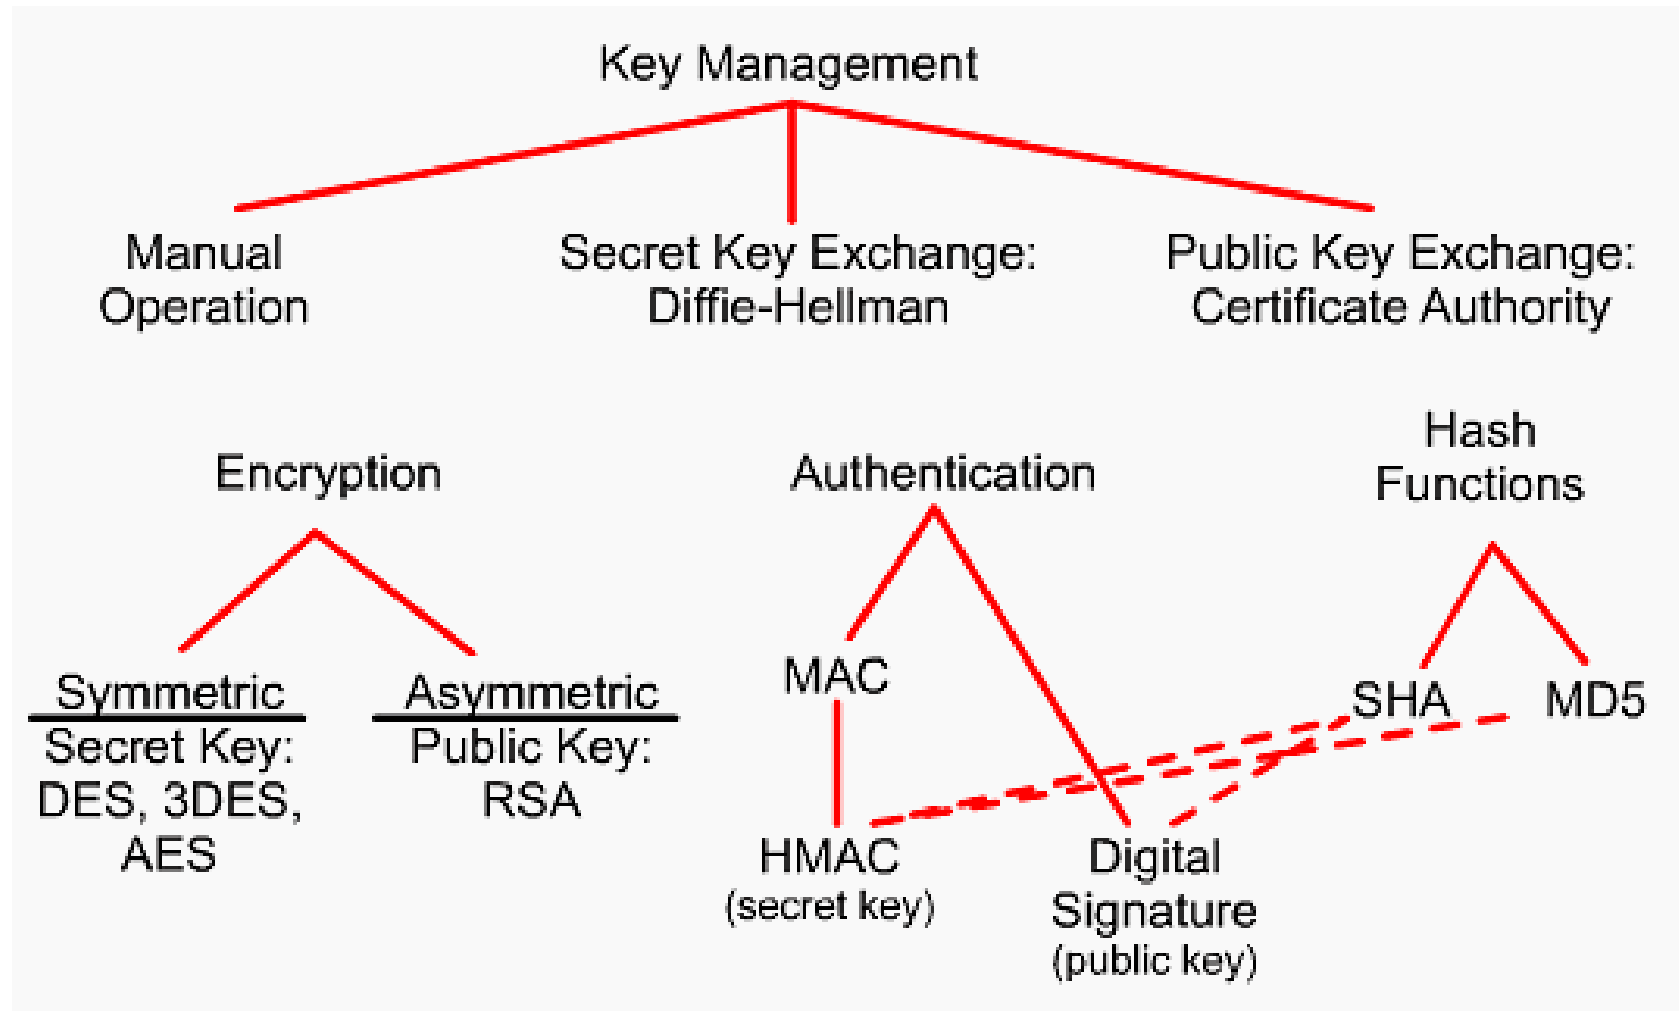 Key Management
Manual
Operation
Secret Key Exchange:
Diffie-Hellman
Public Key Exchange:
Certificate Authority
Encryption
Symmetric
Secret Key:
DES, 3DES,
AES
Asymmetric
Public Key:
RSA
Authentication
MAC
HMAC
(secret key)
Digital
Signature
(public key)
Hash
Functions
SHA
MD5